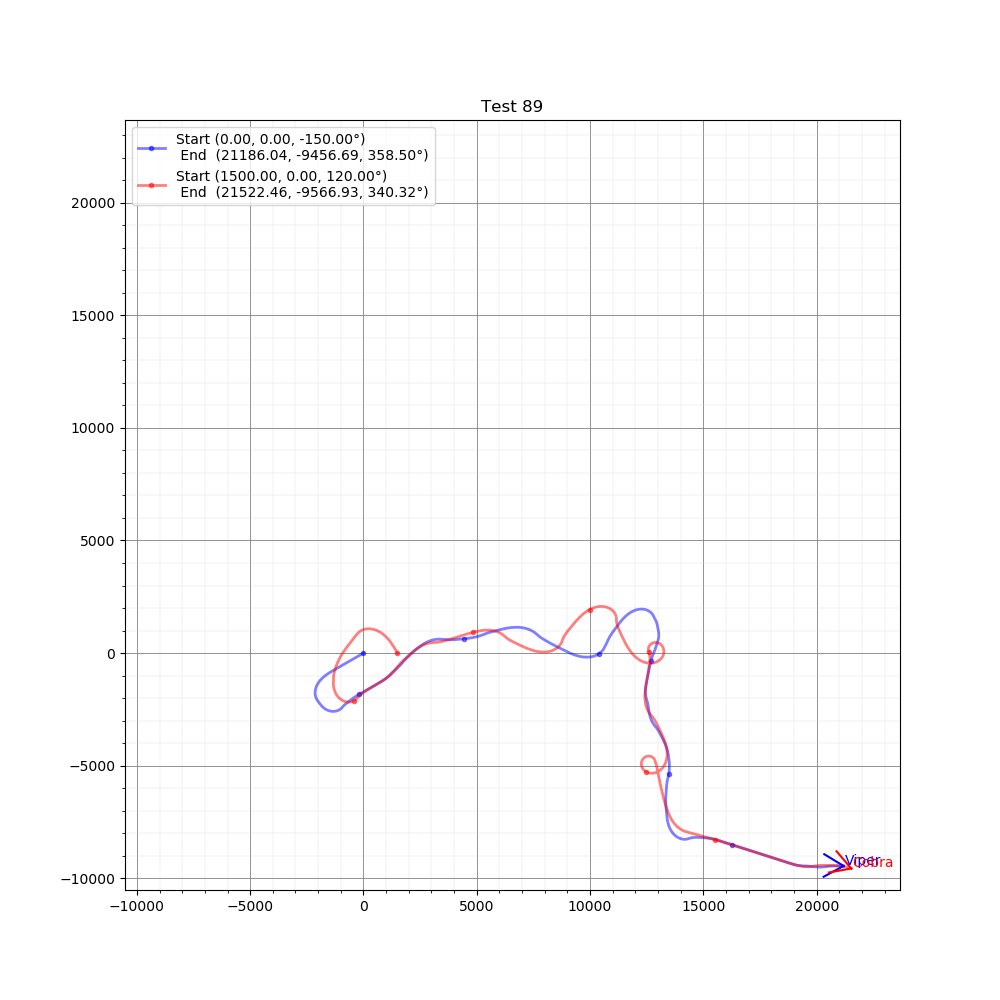 Test 89
Start (0.00, 0.00, -150.00°)
End (21186.04, -9456.69, 358.50°)
Start (1500.00, 0.00, 120.00°)
End (21522.46, -9566.93, 340.32°)
20000
15000
10000
5000
0
−5000
−10000
Viper
Cobra
−10000 −5000 0 5000 10000 15000 20000